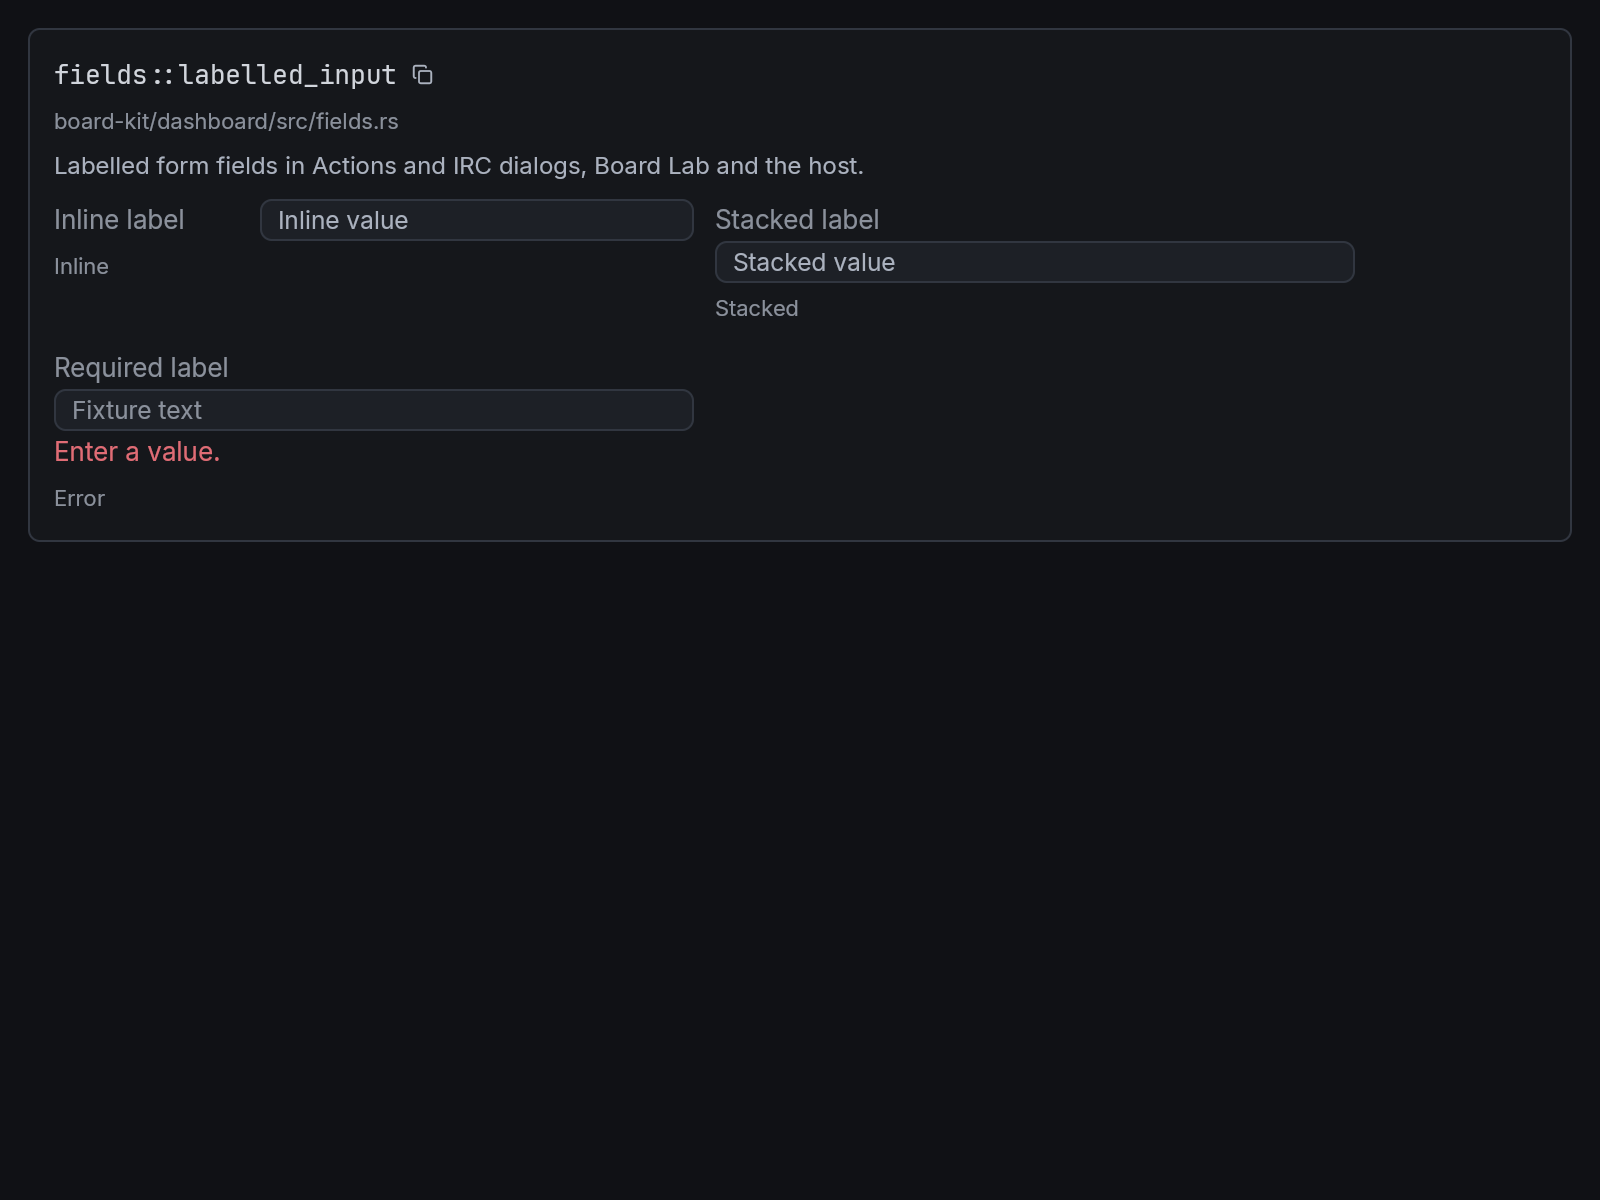 fields::labelled_input
board-kit/dashboard/src/fields.rs
Labelled form fields in Actions and IRC dialogs, Board Lab and the host.
Inline label
Inline value
Inline
Stacked label
Stacked value
Stacked
Required label
Fixture text
Enter a value.
Error